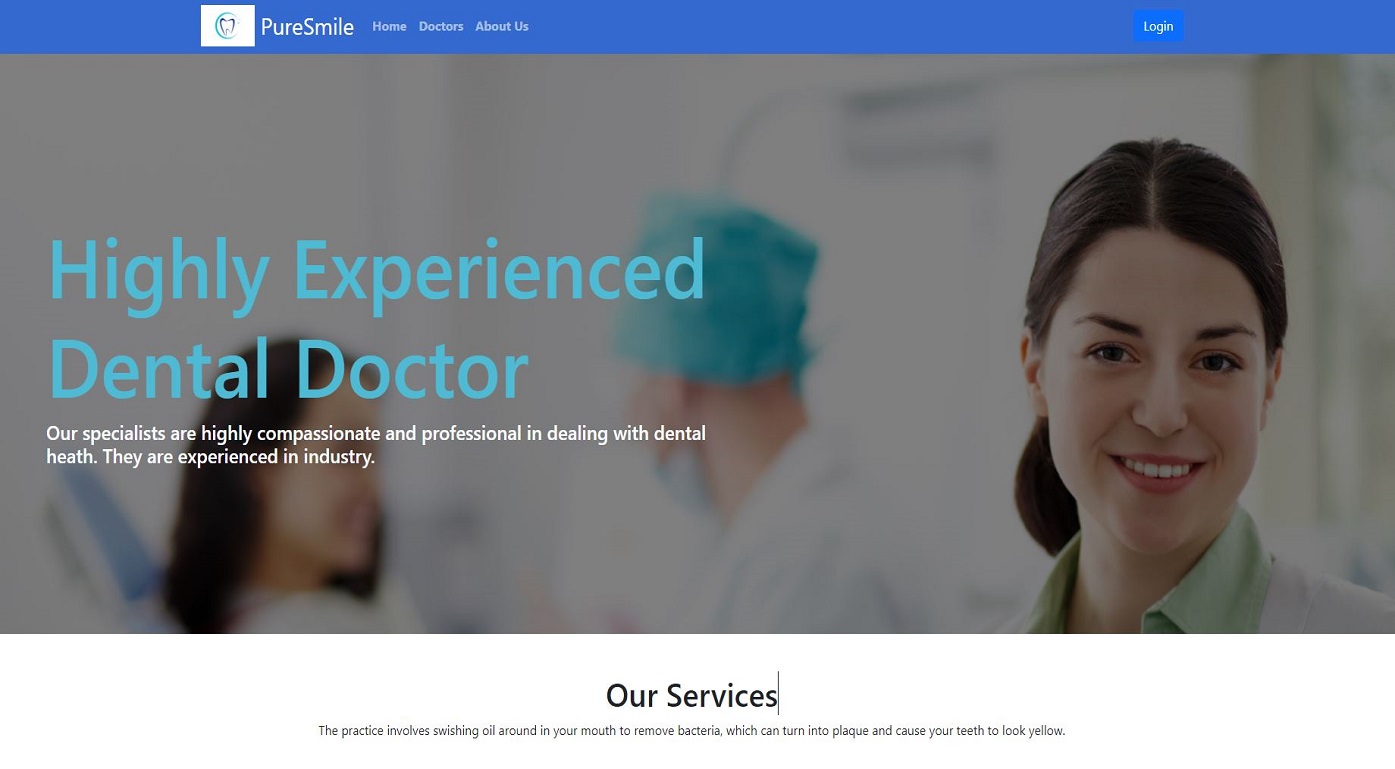 PureSmile Home Doctors About Us Login
Highly Experienced
Dental Doctor
Our specialists are highly compassionate and professional in dealing with dental
heath. They are experienced in industry.
Our Services
The practice involves swishing oil around in your mouth to remove bacteria, which can turn into plaque and cause your teeth to look yellow.